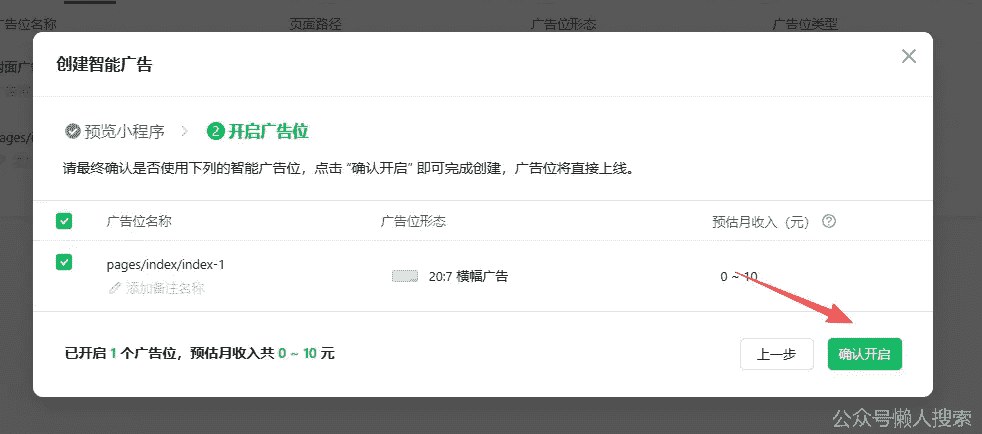 广告位名称 页面路径 广告位形态 广告位类型
创建智能广告
预览小程序 2 开启广告位
请最终确认是否使用下列的智能广告位，点击 “确认开启” 即可完成创建，广告位将直接上线。
广告位名称 广告位形态 预估月收入（元） ?
pages/index/index-1
添加备注名称
20:7 横幅广告 0 ~ 10
已开启 1 个广告位，预估月收入共 0 ~ 10 元
上一步 确认开启
公众号懒人搜索